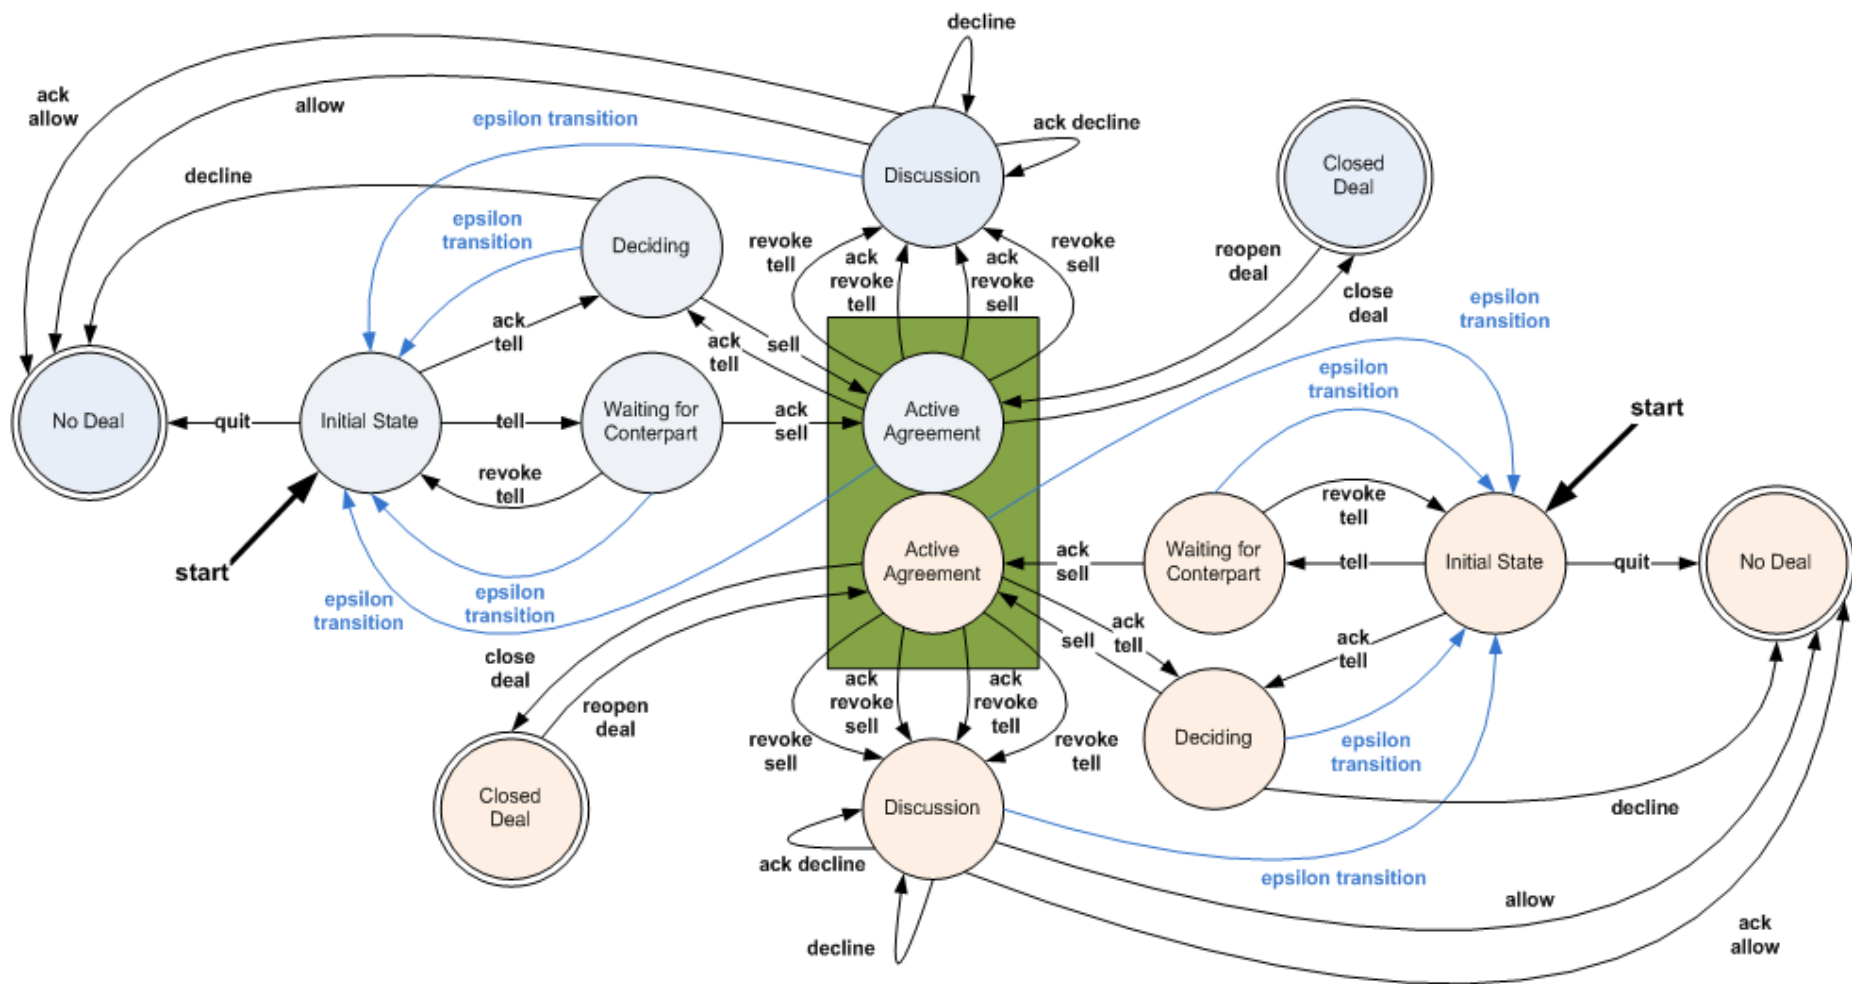 decline
ack
allow
allow
epsilon transition
ack decline
Discussion
Closed
Deal
decline
epsilon
transition
Deciding
revoke
tell
ack
revoke
tell
ack
revoke
sell
revoke
sell
reopen
deal
close
deal
epsilon
transition
ack
tell
sell
ack
tell
epsilon
transition
No Deal
quit
Initial State
tell
Waiting for
Conterpart
ack
sell
Active
Agreement
start
revoke
tell
revoke
tell
start
epsilon
transition
epsilon
transition
Active
Agreement
ack
sell
Waiting for
Conterpart
tell
Initial State
quit
No Deal
close
deal
reopen
deal
ack
tell
sell
ack
tell
ack
revoke
sell
ack
revoke
tell
revoke
sell
revoke
tell
Deciding
epsilon
transition
Closed
Deal
Discussion
decline
ack decline
epsilon transition
allow
decline
ack
allow